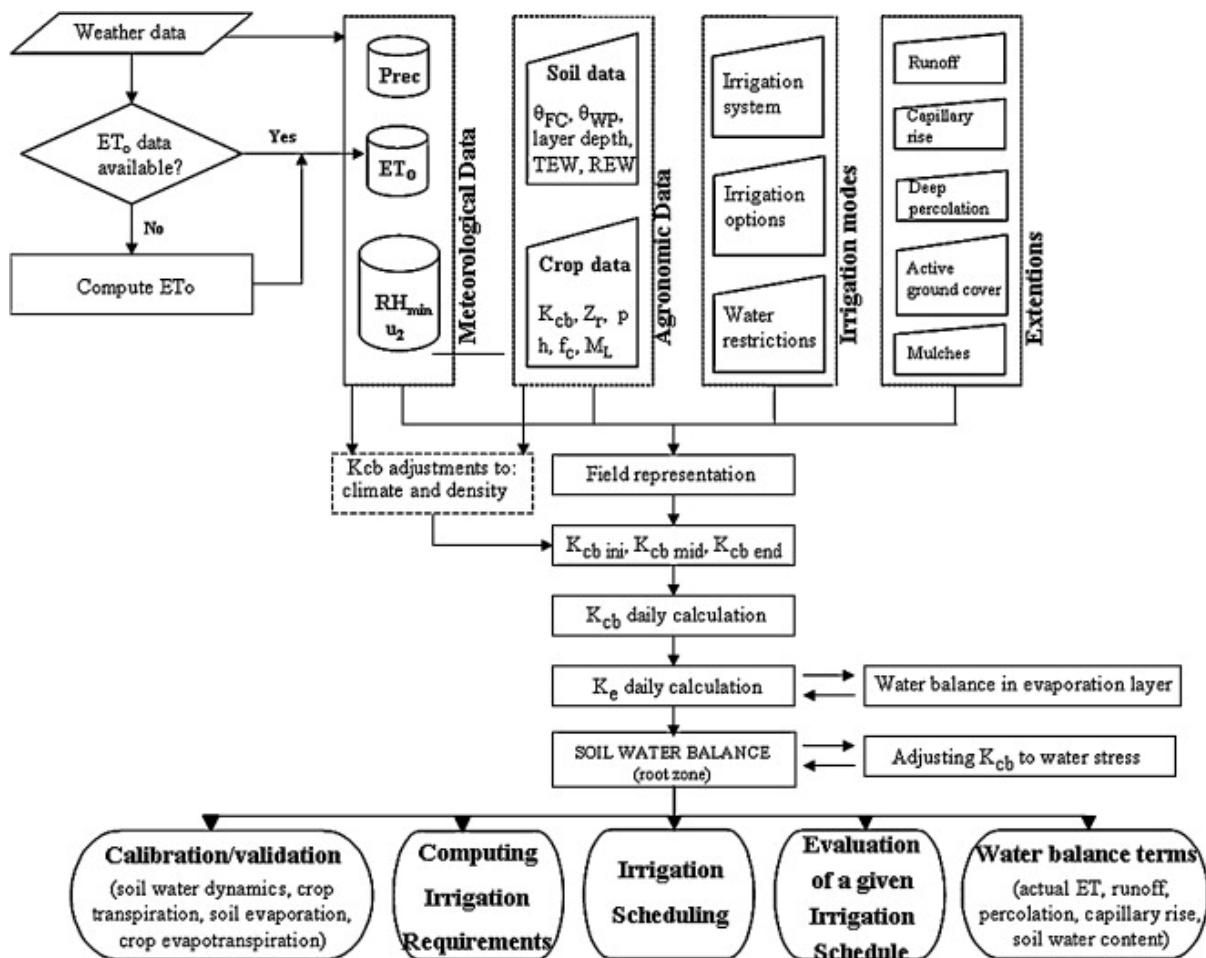 Weather data
ETo data
available?
Yes
No
Compute ETo
Prec
ETo
RHmin
u2
Meteorological Data
Soil data
θFC, θWP,
layer depth,
TEW, REW
Crop data
Kcb, Zr, p
h, fc, ML
Agronomic Data
Irrigation
system
Irrigation
options
Water
restrictions
Irrigation modes
Runoff
Capillary
rise
Deep
percolation
Active
ground cover
Mulches
Extentions
Kcb adjustments to:
climate and density
Field representation
Kcb ini, Kcb mid, Kcb end
Kcb daily calculation
Ke daily calculation
Water balance in evaporation layer
SOIL WATER BALANCE
(root zone)
Adjusting Kcb to water stress
Calibration/validation
(soil water dynamics, crop
transpiration, soil evaporation,
crop evapotranspiration)
Computing
Irrigation
Requirements
Irrigation
Scheduling
Evaluation
of a given
Irrigation
Schedule
Water balance terms
(actual ET, runoff,
percolation, capillary rise,
soil water content)